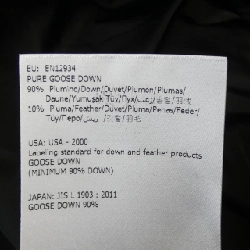 EU: EN12934
PURE GOOSE DOWN
90% Plumino/Down/Duvet/Plumon/Plumas/
Daune/Yumuşak Tüy/Пух/
10% Piuma/Feather/Duvet/Pluma/Penas/Feder/
Tüy/Перо/
USA: USA - 2000
Labeling standard for down and feather products
GOOSE DOWN
(MINIMUM 90% DOWN)
JAPAN: JIS L 1903 : 2011
GOOSE DOWN 90%